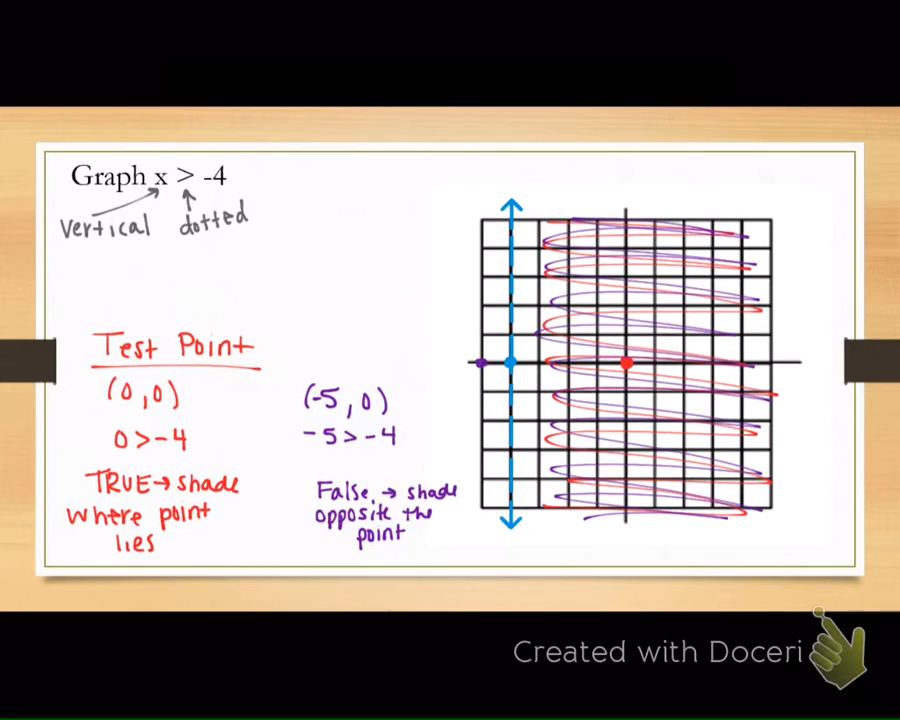 Graph x > -4
vertical dotted
Test Point
(0,0)
0>-4
TRUE→shade
where point
lies
(-5,0)
-5>-4
False. → shade
opposite the
point
Created with Doceri